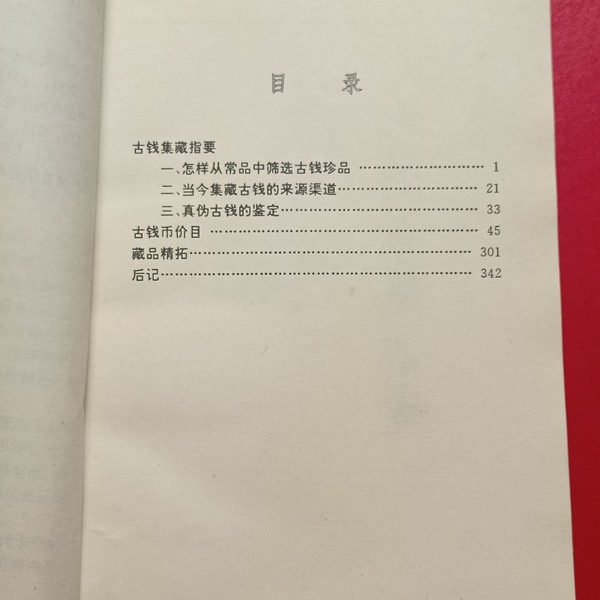 目 录
古钱集藏指要
一、怎样从常品中筛选古钱珍品 ………………………… 1
二、当今集藏古钱的来源渠道………………………… 21
三、真伪古钱的鉴定………………………………… 33
古钱币价目 ………………………………………… 45
藏品精拓…………………………………………… 301
后记………………………………………………… 342